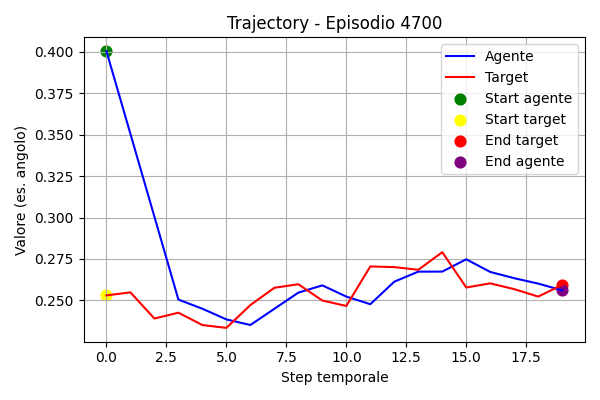 Trajectory - Episodio 4700
Valore (es. angolo)
0.400
0.375
0.350
0.325
0.300
0.275
0.250
Agente
Target
Start agente
Start target
End target
End agente
0.0 2.5 5.0 7.5 10.0 12.5 15.0 17.5
Step temporale